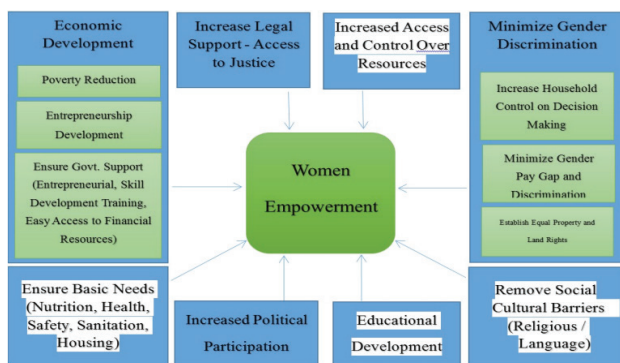 Economic
Development
Poverty Reduction
Entrepreneurship
Development
Ensure Govt. Support
(Entrepreneurial, Skill
Development Training,
Easy Access to Financial
Resources)
Increase Legal
Support - Access
to Justice
Increased Access
and Control Over
Resources
Minimize Gender
Discrimination
Increase Household
Control on Decision
Making
Minimize Gender
Pay Gap and
Discrimination
Establish Equal Property and
Land Rights
Women
Empowerment
Ensure Basic Needs
(Nutrition, Health,
Safety, Sanitation,
Housing)
Increased Political
Participation
Educational
Development
Remove Social
Cultural Barriers
(Religious /
Language)